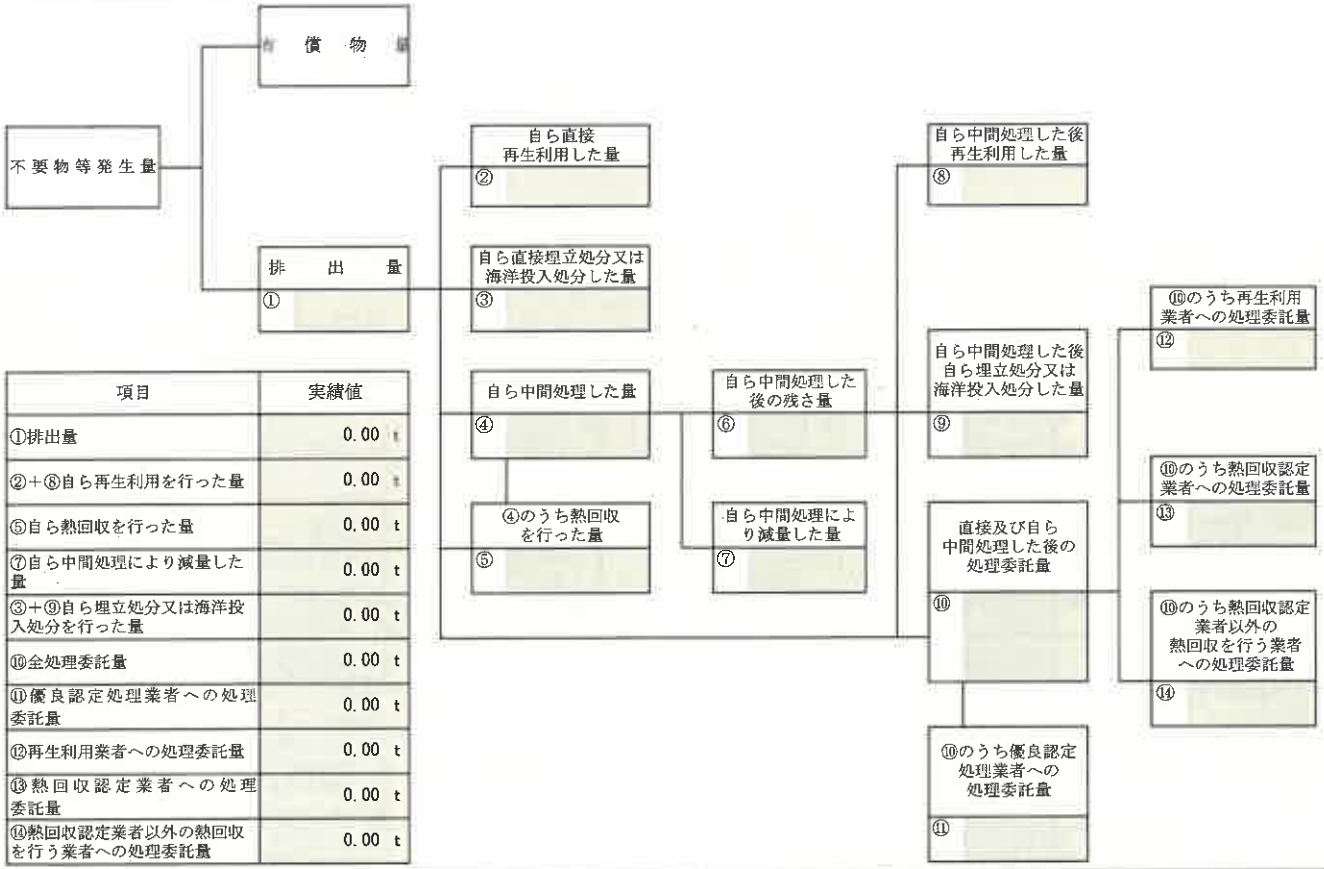 有償物量
不要物等発生量
排出量
①
自ら直接
再生利用した量
②
自ら直接埋立処分又は
海洋投入処分した量
③
自ら中間処理した量
④
④のうち熱回収
を行った量
⑤
自ら中間処理した
後の残さ量
⑥
自ら中間処理によ
り減量した量
⑦
自ら中間処理した後
再生利用した量
⑧
自ら中間処理した後
自ら埋立処分又は
海洋投入処分した量
⑨
直接及び自ら
中間処理した後の
処理委託量
⑩
⑩のうち優良認定
処理業者への
処理委託量
⑪
⑩のうち再生利用
業者への処理委託量
⑫
⑩のうち熱回収認定
業者への処理委託量
⑬
⑩のうち熱回収認定
業者以外の
熱回収を行う業者
への処理委託量
⑭
項目 実績値
①排出量 0.00 t
②+⑧自ら再生利用を行った量 0.00 t
⑤自ら熱回収を行った量 0.00 t
⑦自ら中間処理により減量した
量 0.00 t
③+⑨自ら埋立処分又は海洋投
入処分を行った量 0.00 t
⑩全処理委託量 0.00 t
⑪優良認定処理業者への処理
委託量 0.00 t
⑫再生利用業者への処理委託量 0.00 t
⑬熱回収認定業者への処理
委託量 0.00 t
⑭熱回収認定業者以外の熱回収
を行う業者への処理委託量 0.00 t